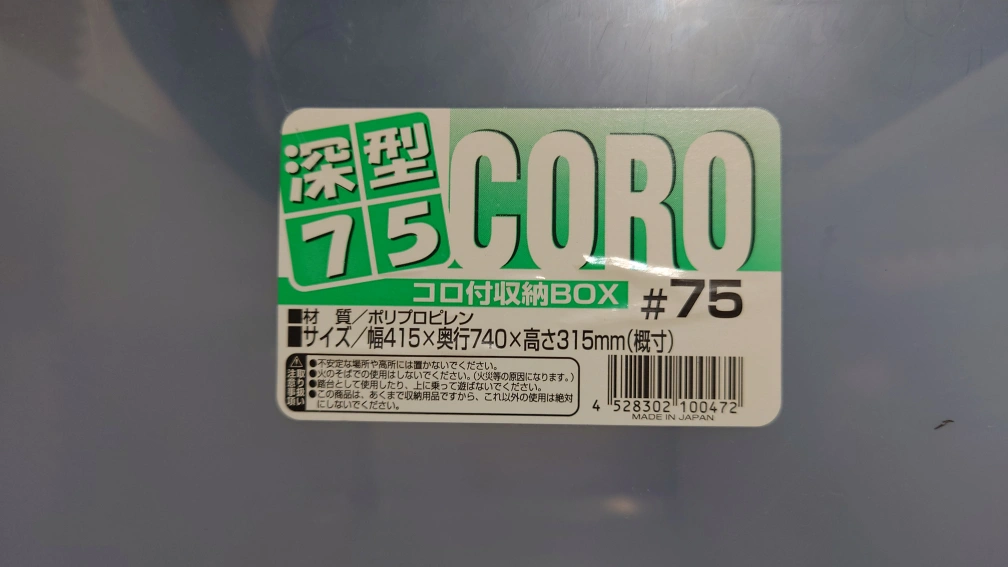 深型
75
CORO
コロ付収納BOX
#75
■材 質／ポリプロピレン
■サイズ／幅415×奥行740×高さ315mm(概寸)
取り扱い注意事項
●不安定な場所や高所には置かないでください。
●火のそばでの使用はしないでください。(火災等の原因になります。)
●踏台として使用したり、上に乗って遊ばないでください。
●この商品は、あくまで収納用品ですから、これ以外の使用は絶対
にしないでください。
4 528302 100472
MADE IN JAPAN